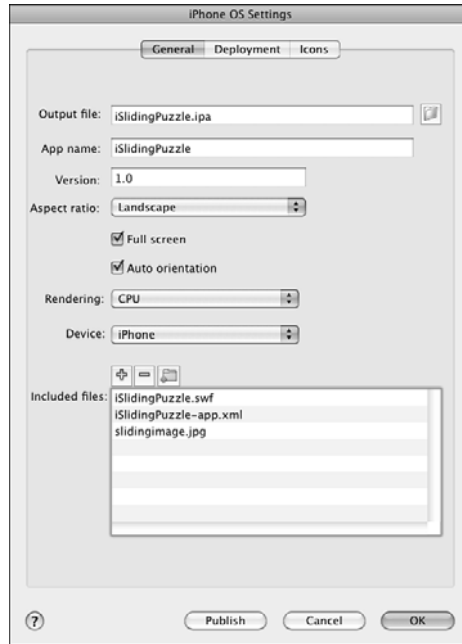 iPhone OS Settings
General Deployment Icons
Output file: iSlidingPuzzle.ipa
App name: iSlidingPuzzle
Version: 1.0
Aspect ratio: Landscape
Full screen
Auto orientation
Rendering: CPU
Device: iPhone
Included files: iSlidingPuzzle.swf
iSlidingPuzzle-app.xml
slidingimage.jpg
? Publish Cancel OK